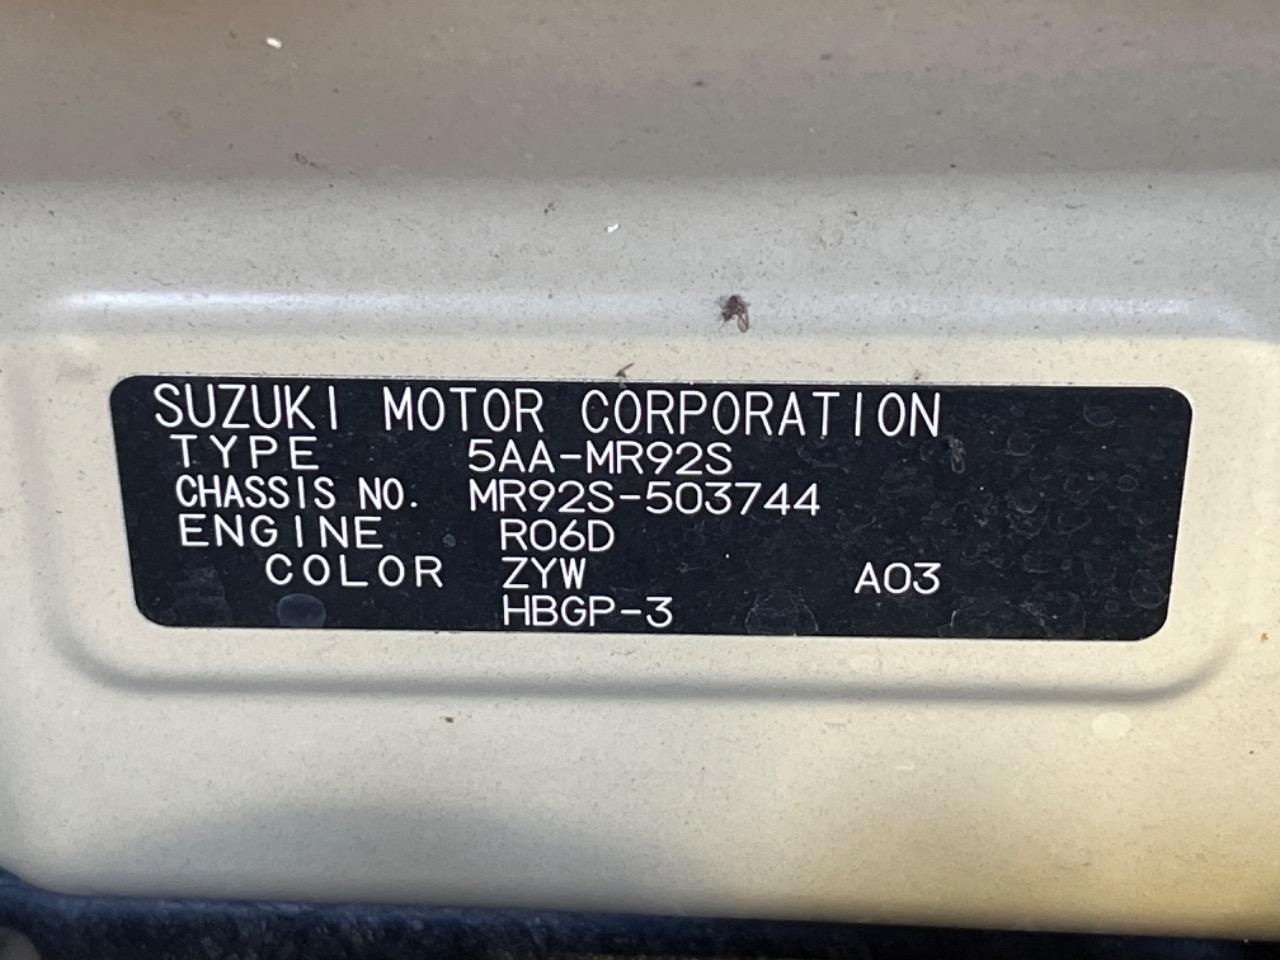 SUZUKI MOTOR CORPORATION
TYPE 5AA-MR92S
CHASSIS NO. MR92S-503744
ENGINE R06D
COLOR ZYW A03
HBGP-3